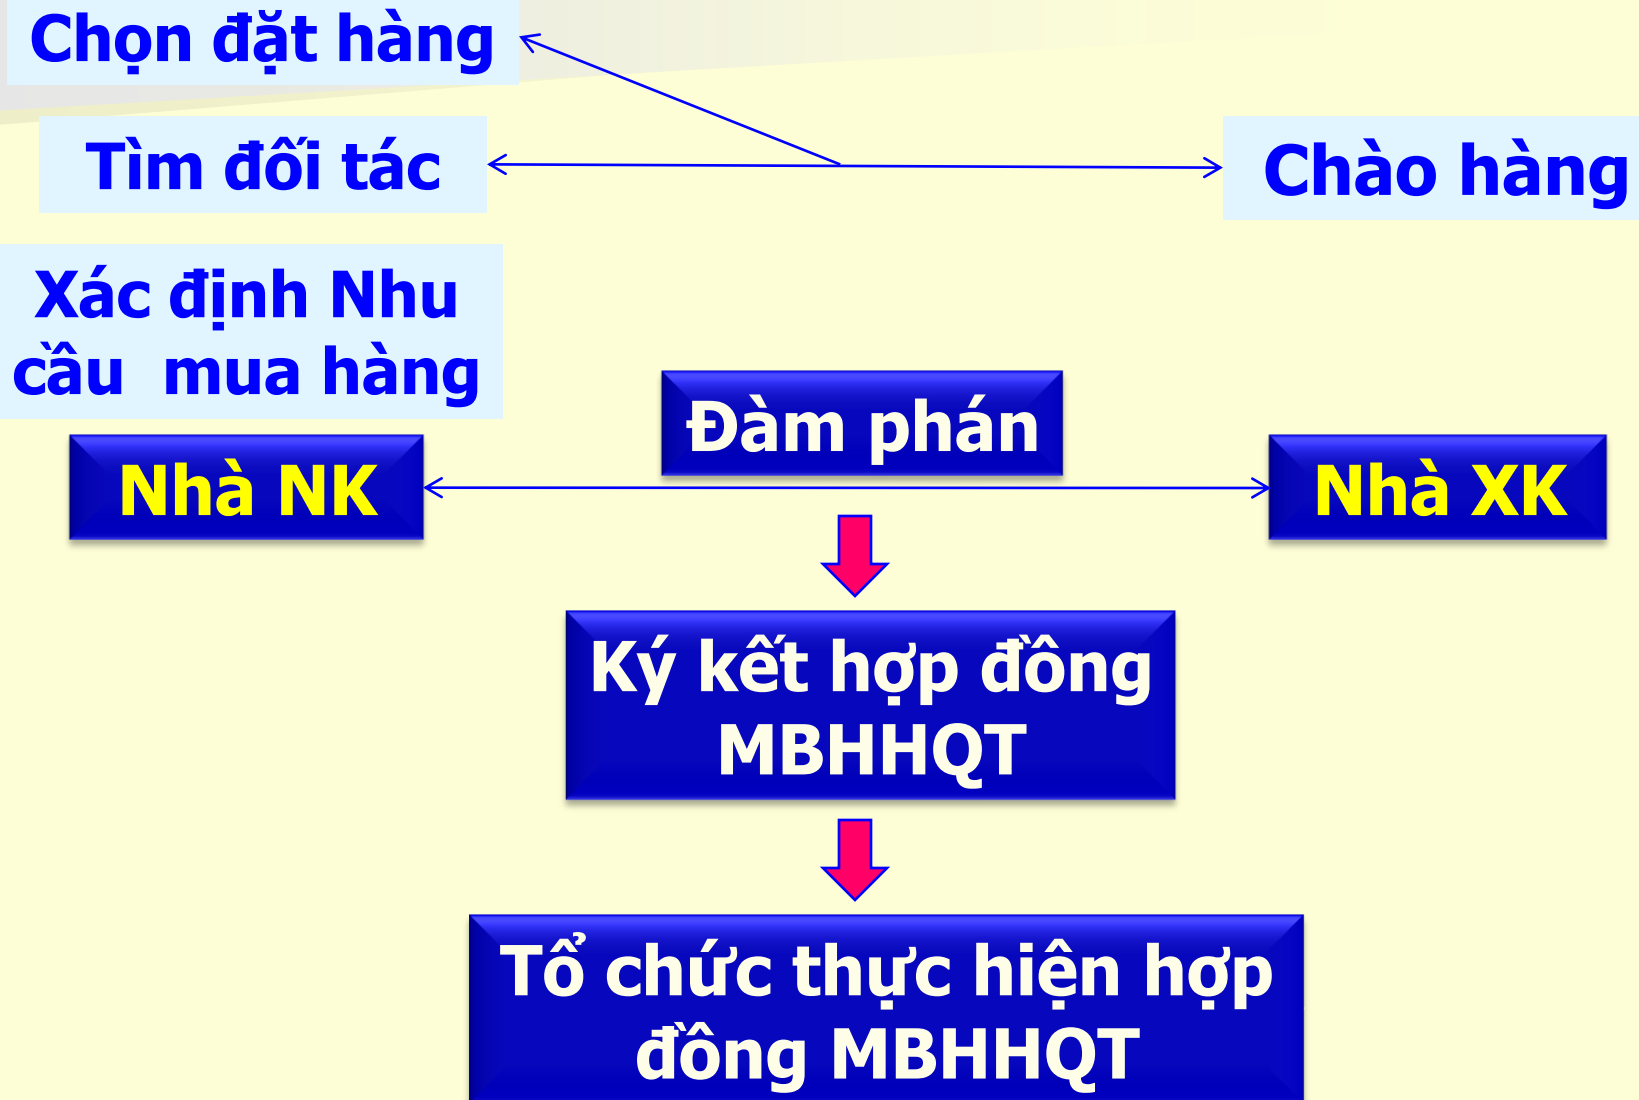 Chọn đặt hàng
Tìm đối tác
Chào hàng
Xác định Nhu
cầu mua hàng
Đàm phán
Nhà NK
Nhà XK
Ký kết hợp đồng
MBHHQT
Tổ chức thực hiện hợp
đồng MBHHQT